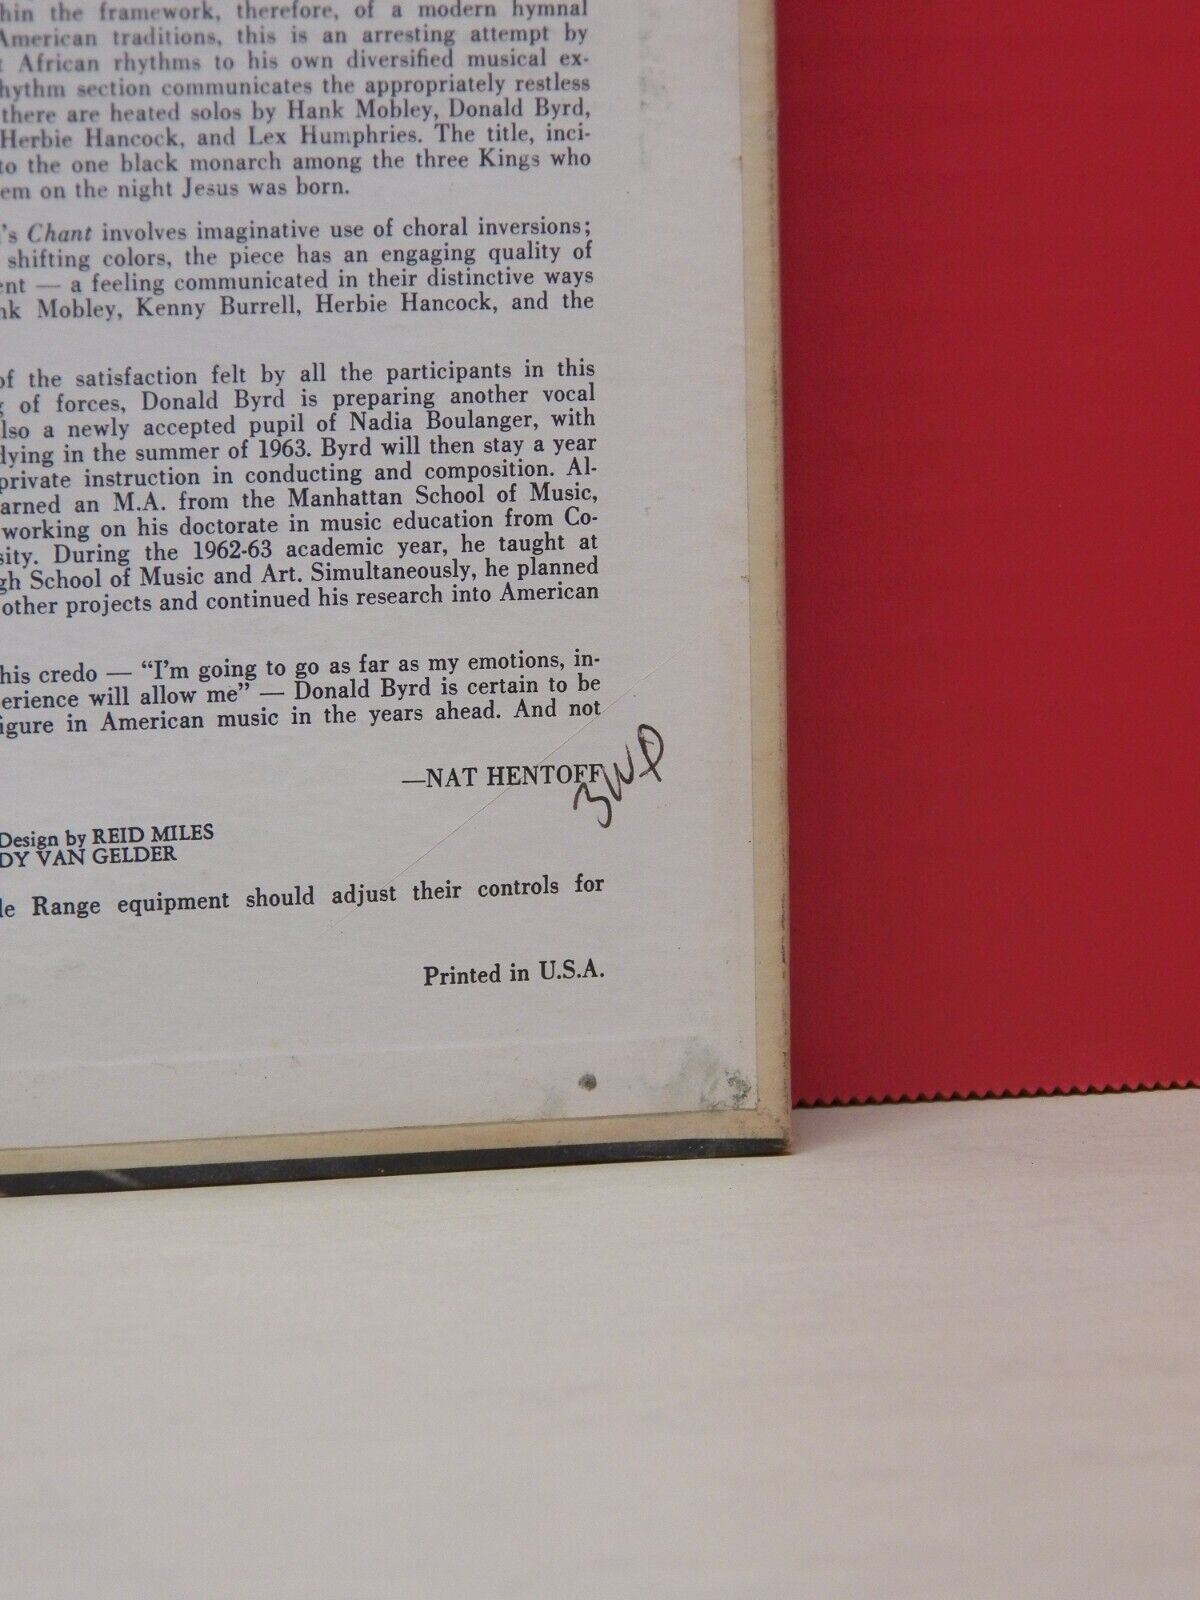 the framework, therefore, of a modern hymnal
American traditions, this is an arresting attempt by
African rhythms to his own diversified musical ex-
hythm section communicates the appropriately restless
there are heated solos by Hank Mobley, Donald Byrd,
Herbie Hancock, and Lex Humphries. The title, inci-
to the one black monarch among the three Kings who
em on the night Jesus was born.
's Chant involves imaginative use of choral inversions;
shifting colors, the piece has an engaging quality of
ent — a feeling communicated in their distinctive ways
nk Mobley, Kenny Burrell, Herbie Hancock, and the
of the satisfaction felt by all the participants in this
g of forces, Donald Byrd is preparing another vocal
lso a newly accepted pupil of Nadia Boulanger, with
dying in the summer of 1963. Byrd will then stay a year
private instruction in conducting and composition. Al-
arned an M.A. from the Manhattan School of Music,
working on his doctorate in music education from Co-
sity. During the 1962-63 academic year, he taught at
gh School of Music and Art. Simultaneously, he planned
other projects and continued his research into American
his credo — “I'm going to go as far as my emotions, in-
perience will allow me” — Donald Byrd is certain to be
igure in American music in the years ahead. And not
—NAT HENTOFF
Design by REID MILES
DY VAN GELDER
le Range equipment should adjust their controls for
Printed in U.S.A.